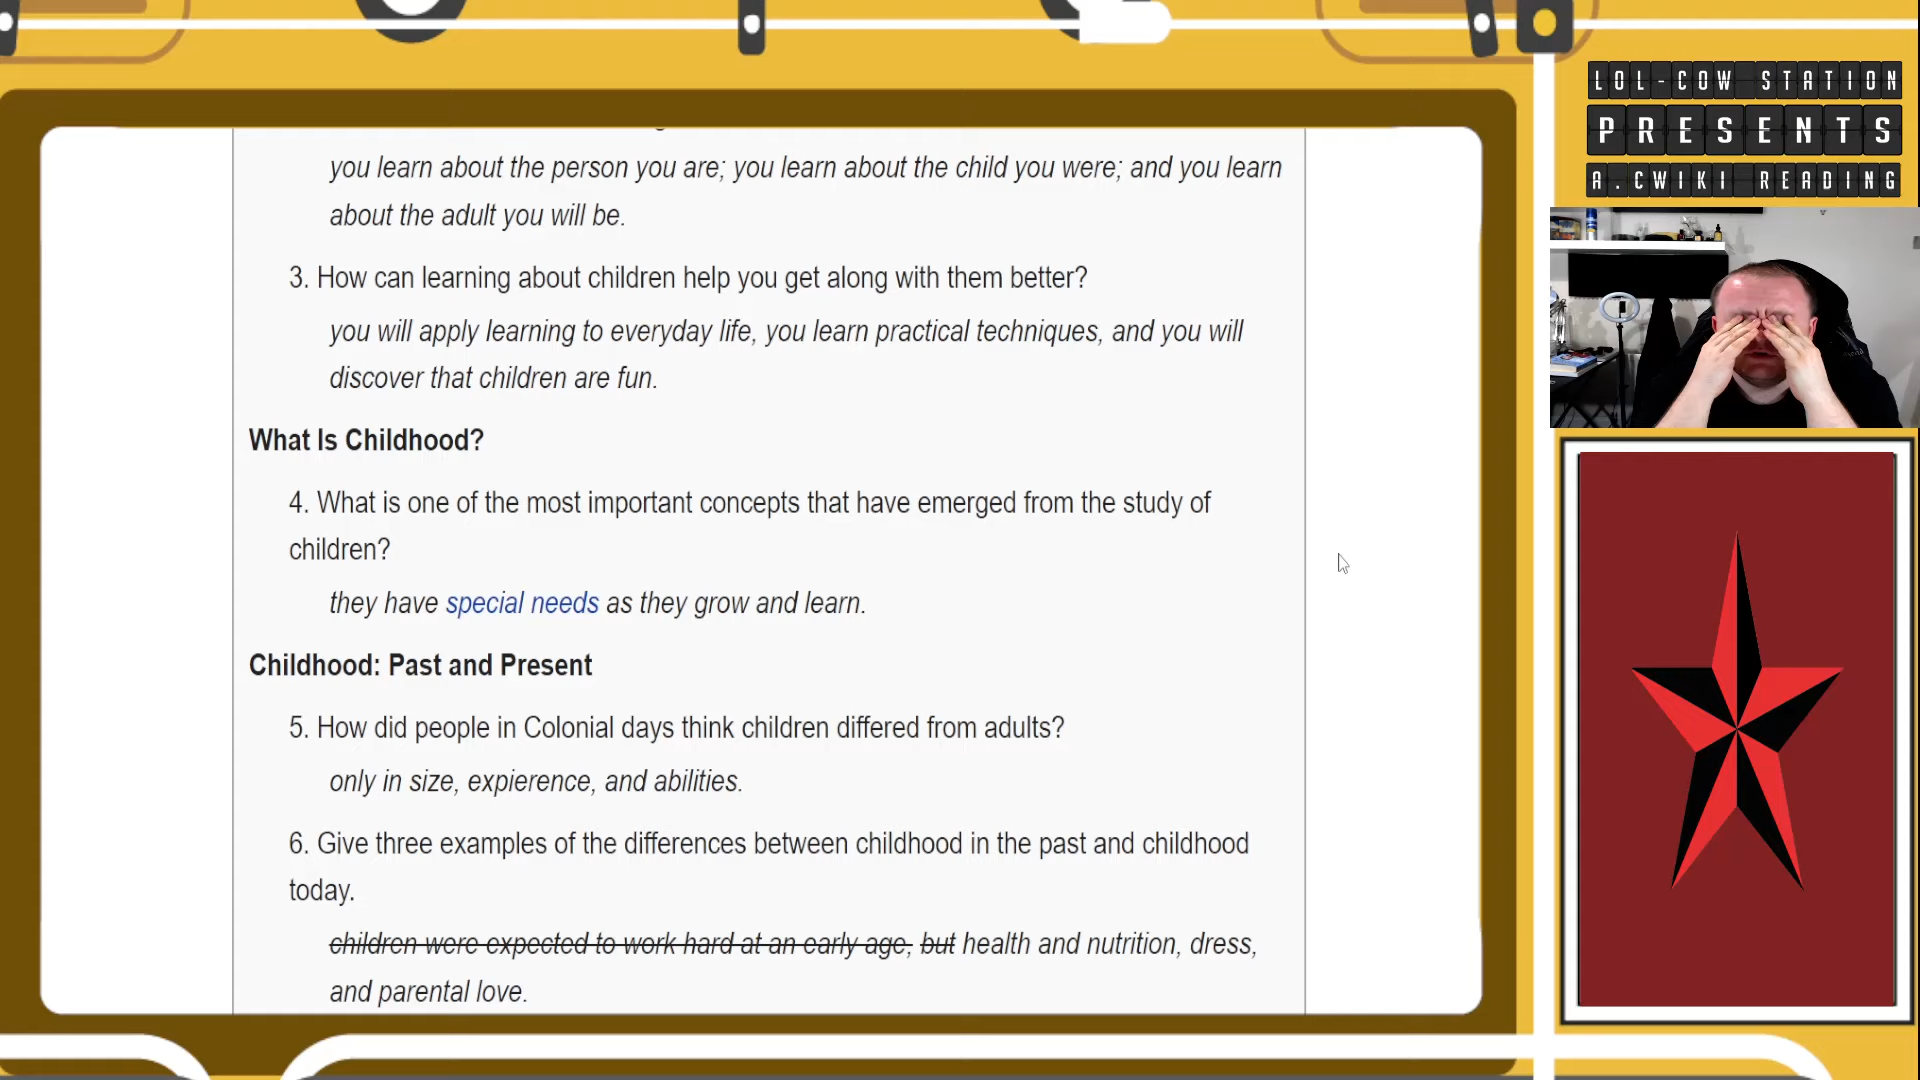 LOL-COW STATION
PRESENTS
A.CWIKI READING
you learn about the person you are; you learn about the child you were; and you learn
about the adult you will be.
3. How can learning about children help you get along with them better?
you will apply learning to everyday life, you learn practical techniques, and you will
discover that children are fun.
What Is Childhood?
4. What is one of the most important concepts that have emerged from the study of
children?
they have special needs as they grow and learn.
Childhood: Past and Present
5. How did people in Colonial days think children differed from adults?
only in size, expierence, and abilities.
6. Give three examples of the differences between childhood in the past and childhood
today.
children were expected to work hard at an early age, but health and nutrition, dress,
and parental love.